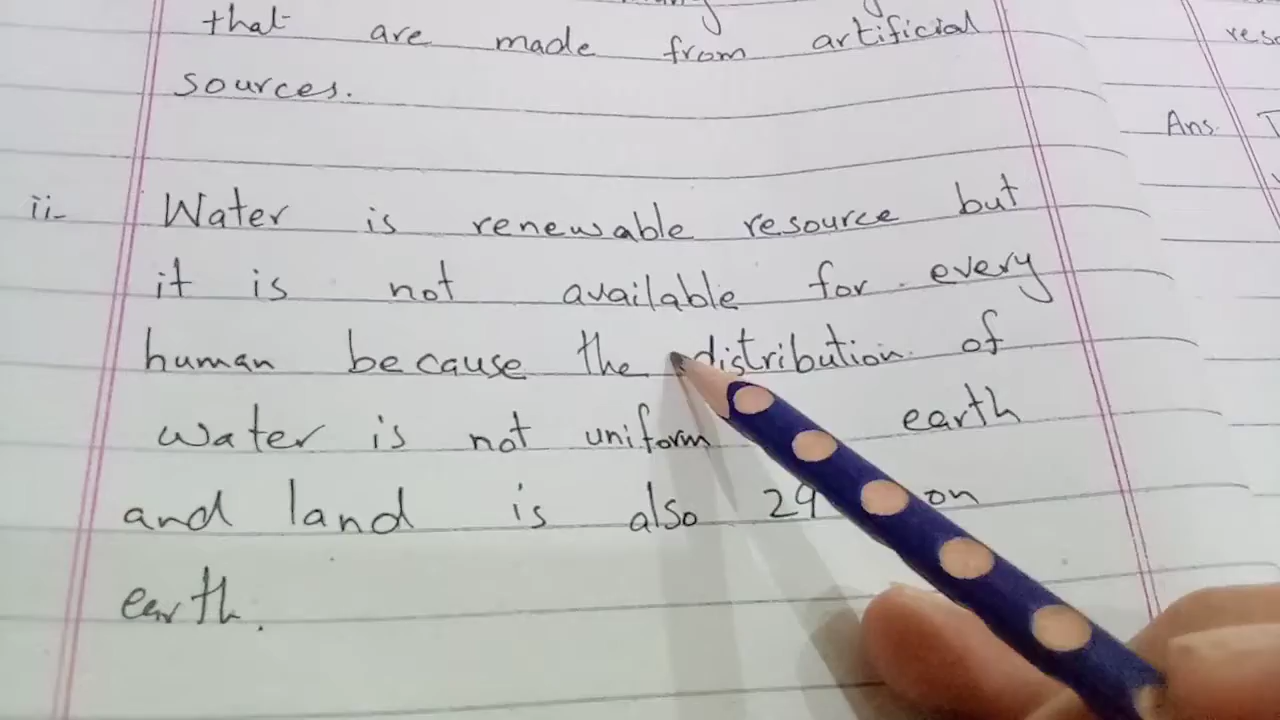 that are made from artificial
sources.
ii- Water is renewable resource but
it is not available for every
human because the distribution of
water is not uniform earth
and land is also 29 on
earth.
Ans.